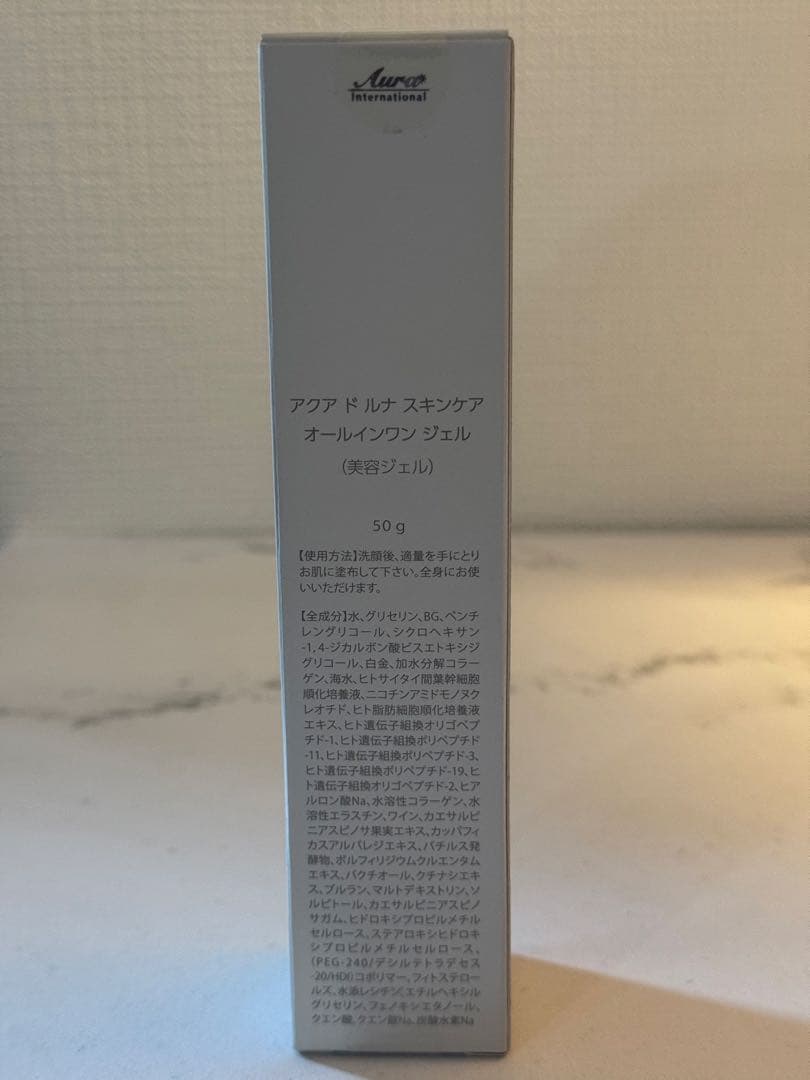 Aura
International
アクア ド ルナ スキンケア
オールインワン ジェル
（美容ジェル）
50 g
【使用方法】洗顔後、適量を手にとり
お肌に塗布して下さい。全身にお使
いいただけます。
【全成分】水、グリセリン、BG、ペンチ
レングリコール、シクロヘキサン
-1,4-ジカルボン酸ビスエトキシジ
グリコール、白金、加水分解コラー
ゲン、海水、ヒトサイタイ間葉幹細胞
順化培養液、ニコチンアミドモノヌク
レオチド、ヒト脂肪細胞順化培養液
エキス、ヒト遺伝子組換オリゴペプ
チド-1、ヒト遺伝子組換ポリペプチド
-11、ヒト遺伝子組換ポリペプチド-3、
ヒト遺伝子組換ポリペプチド-19、ヒ
ト遺伝子組換オリゴペプチド-2、ヒア
ルロン酸Na、水溶性コラーゲン、水
溶性エラスチン、ワイン、カエサルピ
ニアスピノサ果実エキス、カッパフィ
カスアルバレジエキス、バチルス発
酵物、ポルフィリジウムクルエンタム
エキス、バクチオール、クチナシエキ
ス、プルラン、マルトデキストリン、ソ
ルビトール、カエサルピニアスピノ
サガム、ヒドロキシプロピルメチル
セルロース、ステアロキシヒドロキ
シプロピルメチルセルロース、
（PEG-240/デシルテトラデセス
-20/HDI）コポリマー、フィトステロー
ルズ、水添レシチン、エチルヘキシル
グリセリン、フェノキシエタノール、
クエン酸、クエン酸Na、炭酸水素Na